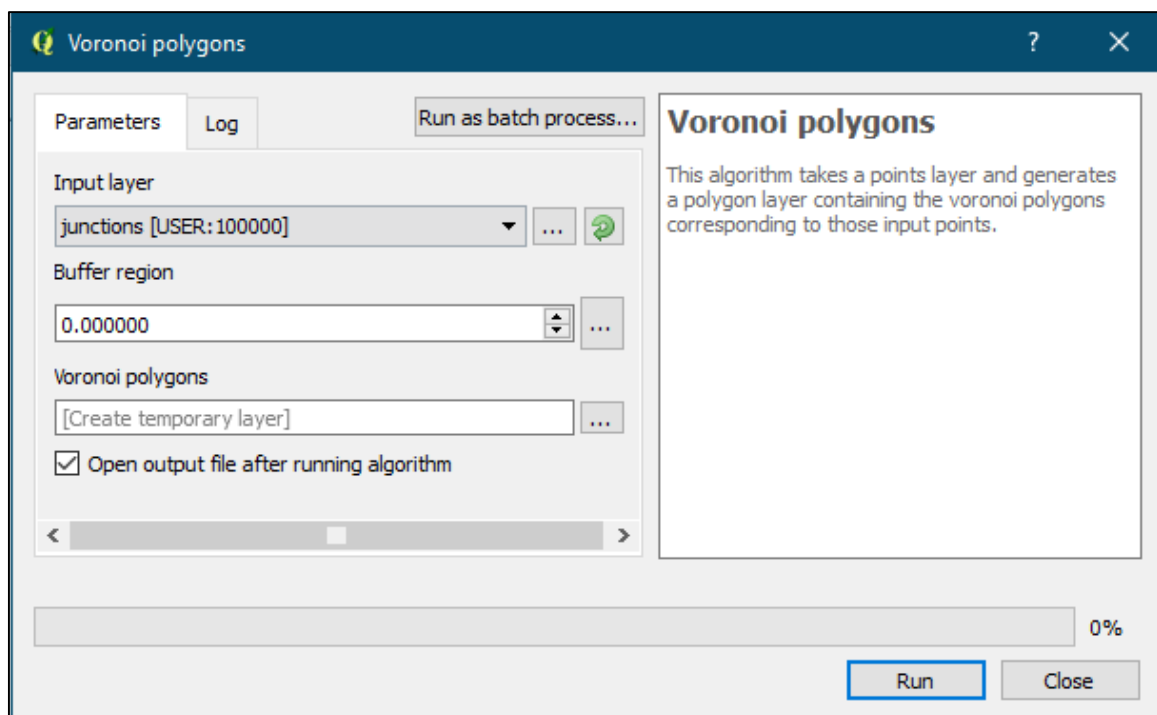 Voronoi polygons
?
Parameters
Log
Run as batch process...
Input layer
junctions [USER:100000]
...
Buffer region
0.000000
...
Voronoi polygons
[Create temporary layer]
...
Open output file after running algorithm
Voronoi polygons
This algorithm takes a points layer and generates
a polygon layer containing the voronoi polygons
corresponding to those input points.
0%
Run
Close